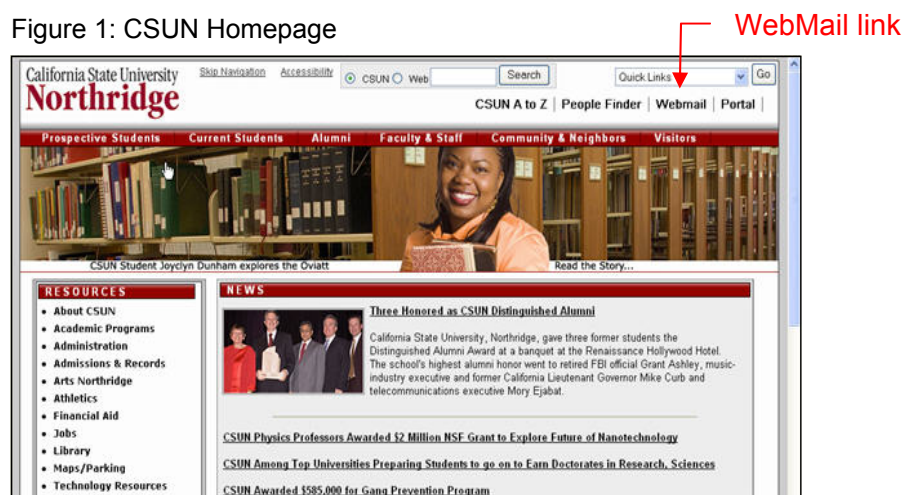 Figure 1: CSUN Homepage
WebMail link
California State University
Northridge
Skip Navigation Accessibility CSUN Web Search Quick Links Go
CSUN A to Z | People Finder | Webmail | Portal |
Prospective Students Current Students Alumni Faculty & Staff Community & Neighbors Visitors
CSUN Student Joyclyn Dunham explores the Oviatt Read the Story...
RESOURCES
• About CSUN
• Academic Programs
• Administration
• Admissions & Records
• Arts Northridge
• Athletics
• Financial Aid
• Jobs
• Library
• Maps/Parking
• Technology Resources
NEWS
Three Honored as CSUN Distinguished Alumni
California State University, Northridge, gave three former students the
Distinguished Alumni Award at a banquet at the Renaissance Hollywood Hotel.
The school's highest alumni honor went to retired FBI official Grant Ashley, music-
industry executive and former California Lieutenant Governor Mike Curb and
telecommunications executive Mory Ejabat.
CSUN Physics Professors Awarded $2 Million NSF Grant to Explore Future of Nanotechnology
CSUN Among Top Universities Preparing Students to go on to Earn Doctorates in Research, Sciences
CSUN Awarded $585,000 for Gang Prevention Program